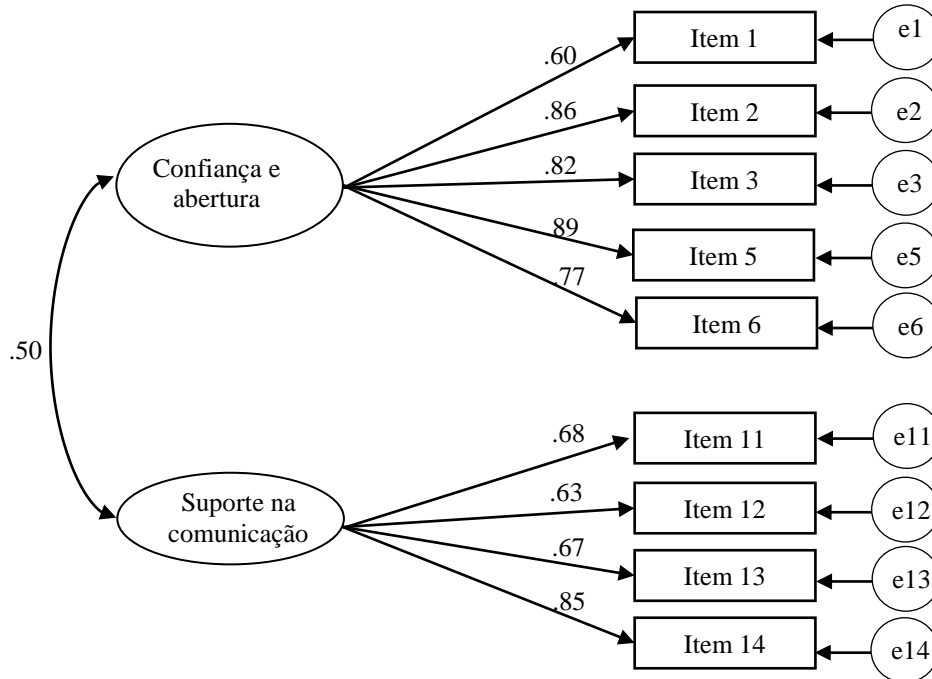 .60
Item 1
e1
.86
Item 2
e2
Confiança e
abertura
.82
Item 3
e3
.89
Item 5
e5
.77
Item 6
e6
.50
.68
Item 11
e11
Suporte na
comunicação
.63
Item 12
e12
.67
Item 13
e13
.85
Item 14
e14